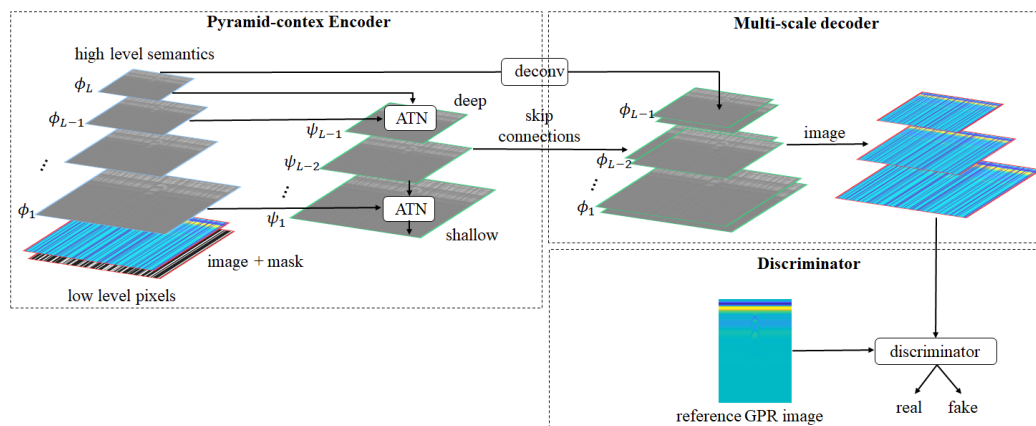 Pyramid-contex Encoder
high level semantics
ϕ_L
ϕ_{L−1}
⋮
ϕ_1
image + mask
low level pixels
deep
ATN
ψ_{L−1}
ψ_{L−2}
⋮
ψ_1
ATN
shallow
deconv
skip
connections
Multi-scale decoder
ϕ_{L−1}
ϕ_{L−2}
⋮
ϕ_1
image
Discriminator
discriminator
real
fake
reference GPR image